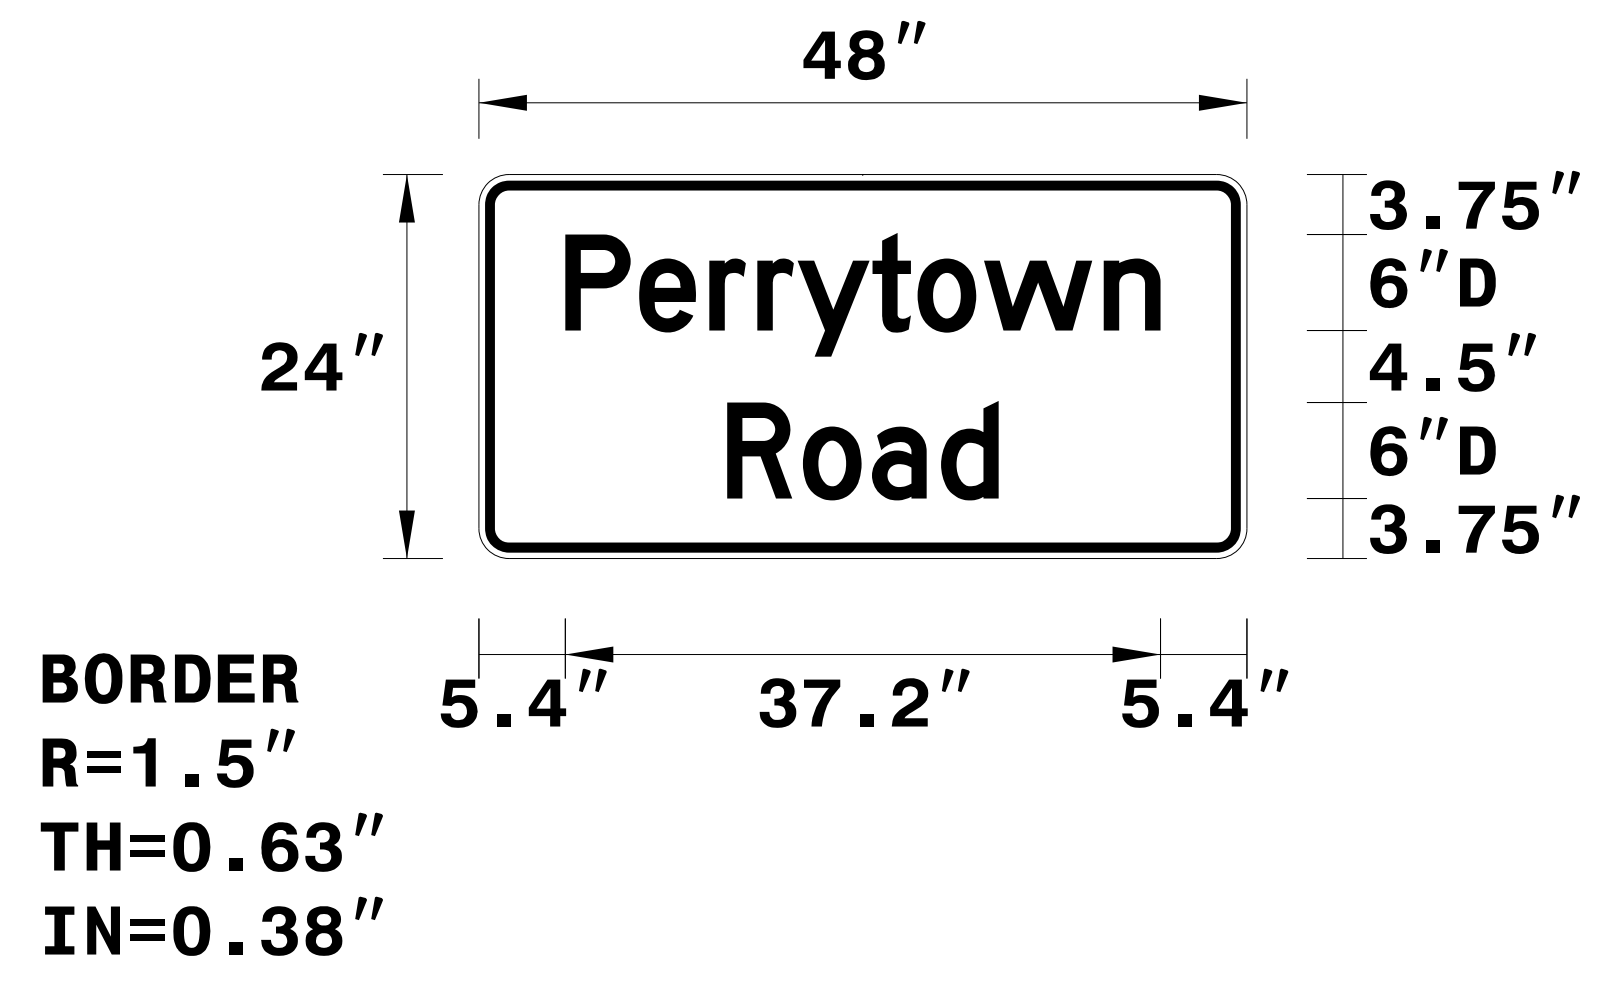 48″
3.75″
Perrytown
6″D
24″
4.5″
Road
6″D
3.75″
5.4″ 37.2″ 5.4″
BORDER
R=1.5″
TH=0.63″
IN=0.38″